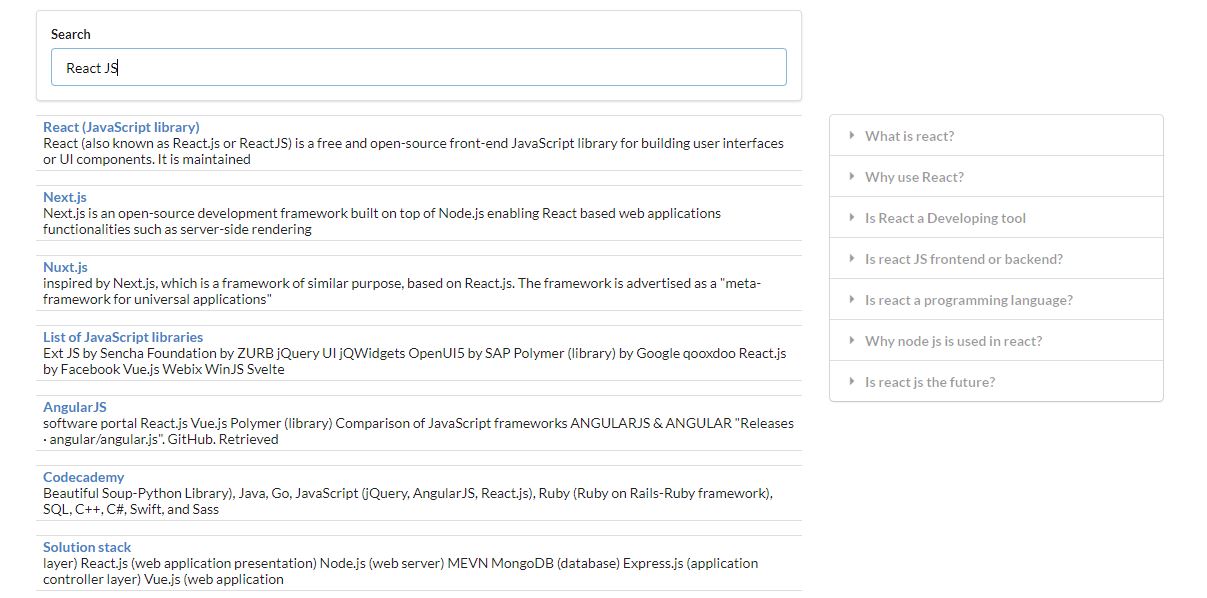 Search
React JS
React (JavaScript library)
React (also known as React.js or ReactJS) is a free and open-source front-end JavaScript library for building user interfaces
or UI components. It is maintained
Next.js
Next.js is an open-source development framework built on top of Node.js enabling React based web applications
functionalities such as server-side rendering
Nuxt.js
inspired by Next.js, which is a framework of similar purpose, based on React.js. The framework is advertised as a "meta-
framework for universal applications"
List of JavaScript libraries
Ext JS by Sencha Foundation by ZURB jQuery UI jQWidgets OpenUI5 by SAP Polymer (library) by Google qooxdoo React.js
by Facebook Vue.js Webix WinJS Svelte
AngularJS
software portal React.js Vue.js Polymer (library) Comparison of JavaScript frameworks ANGULARJS & ANGULAR "Releases
· angular/angular.js". GitHub. Retrieved
Codecademy
Beautiful Soup-Python Library), Java, Go, JavaScript (jQuery, AngularJS, React.js), Ruby (Ruby on Rails-Ruby framework),
SQL, C++, C#, Swift, and Sass
Solution stack
layer) React.js (web application presentation) Node.js (web server) MEVN MongoDB (database) Express.js (application
controller layer) Vue.js (web application
What is react?
Why use React?
Is React a Developing tool
Is react JS frontend or backend?
Is react a programming language?
Why node js is used in react?
Is react js the future?